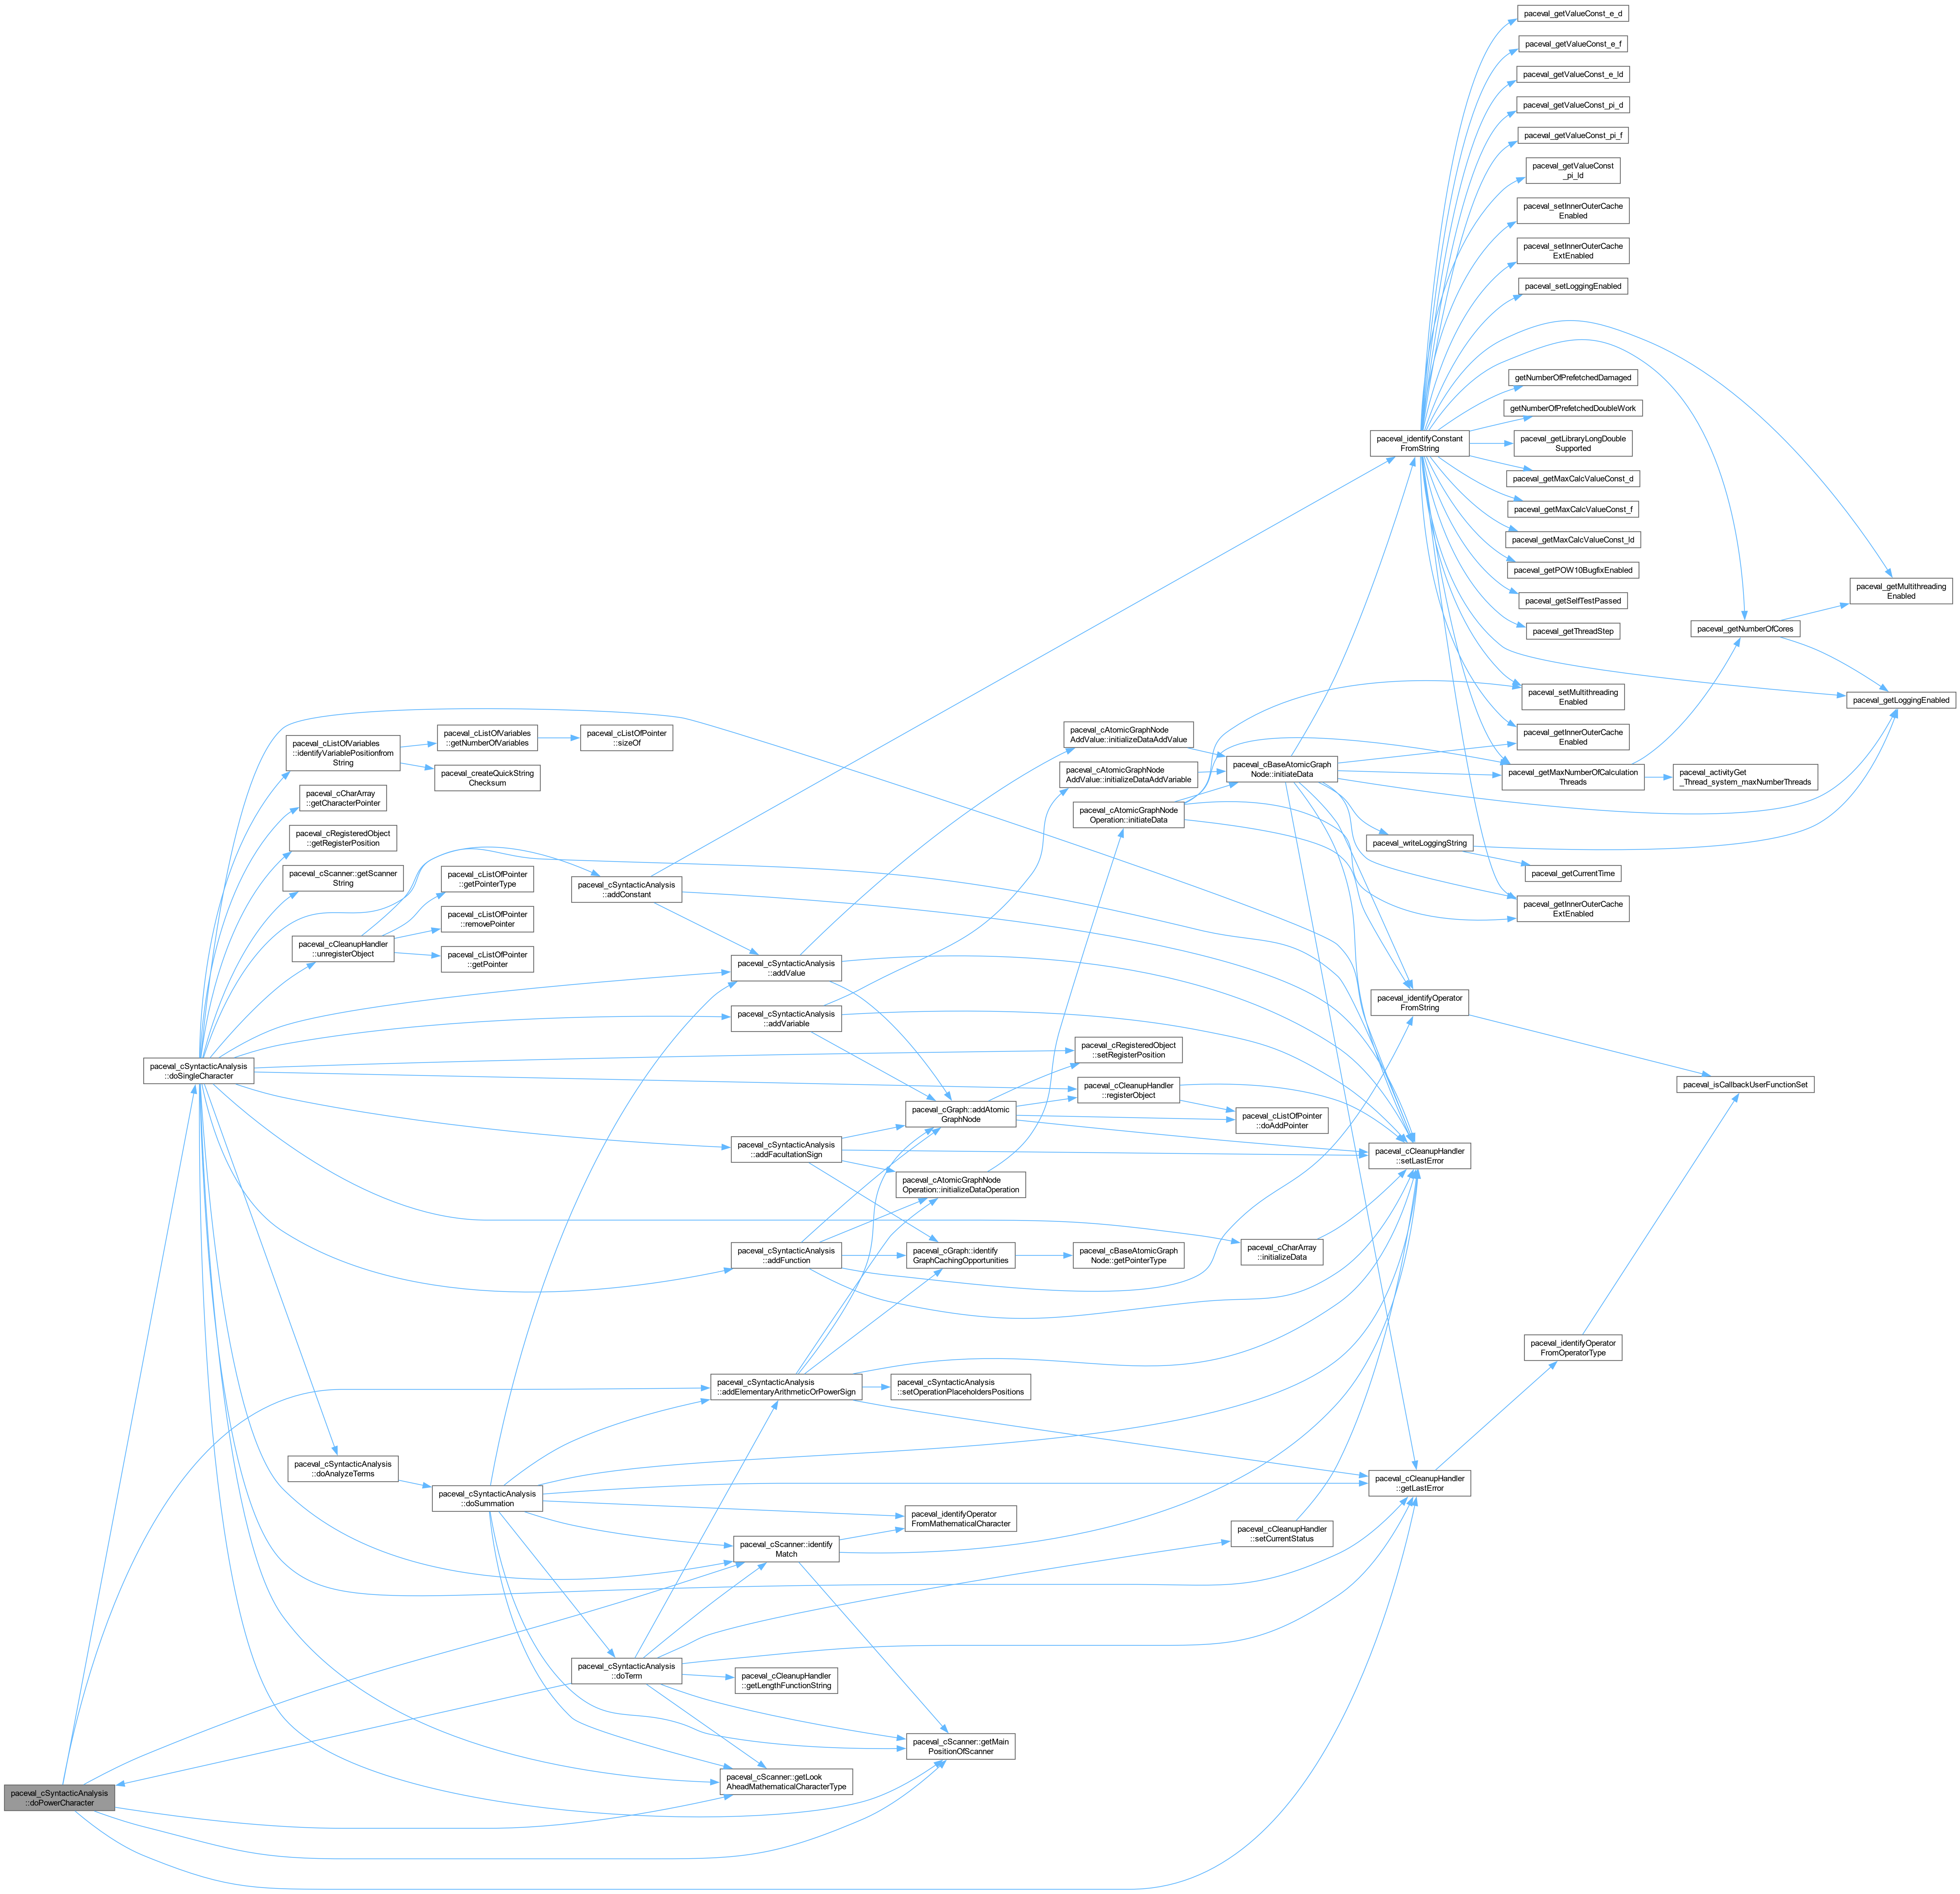 paceval_getValueConst_e_d
paceval_getValueConst_e_f
paceval_getValueConst_e_ld
paceval_getValueConst_pi_d
paceval_getValueConst_pi_f
paceval_getValueConst
_pi_ld
paceval_setInnerOuterCache
Enabled
paceval_setInnerOuterCache
ExtEnabled
paceval_setLoggingEnabled
getNumberOfPrefetchedDamaged
getNumberOfPrefetchedDoubleWork
paceval_identifyConstant
FromString
paceval_getLibraryLongDouble
Supported
paceval_getMaxCalcValueConst_d
paceval_getMaxCalcValueConst_f
paceval_getMaxCalcValueConst_ld
paceval_getPOW10BugfixEnabled
paceval_getMultithreading
Enabled
paceval_getSelfTestPassed
paceval_getThreadStep
paceval_getNumberOfCores
paceval_setMultithreading
Enabled
paceval_getLoggingEnabled
paceval_cListOfVariables
::identifyVariablePositionfrom
String
paceval_cListOfVariables
::getNumberOfVariables
paceval_cListOfPointer
::sizeOf
paceval_cAtomicGraphNode
AddValue::initializeDataAddValue
paceval_getInnerOuterCache
Enabled
paceval_createQuickString
Checksum
paceval_cAtomicGraphNode
AddValue::initializeDataAddVariable
paceval_cBaseAtomicGraph
Node::initiateData
paceval_getMaxNumberOfCalculation
Threads
paceval_activityGet
_Thread_system_maxNumberThreads
paceval_cCharArray
::getCharacterPointer
paceval_cAtomicGraphNode
Operation::initiateData
paceval_cRegisteredObject
::getRegisterPosition
paceval_writeLoggingString
paceval_getCurrentTime
paceval_cScanner::getScanner
String
paceval_cListOfPointer
::getPointerType
paceval_cSyntacticAnalysis
::addConstant
paceval_getInnerOuterCache
ExtEnabled
paceval_cListOfPointer
::removePointer
paceval_cCleanupHandler
::unregisterObject
paceval_cListOfPointer
::getPointer
paceval_cSyntacticAnalysis
::addValue
paceval_identifyOperator
FromString
paceval_cSyntacticAnalysis
::addVariable
paceval_cRegisteredObject
::setRegisterPosition
paceval_cSyntacticAnalysis
::doSingleCharacter
paceval_isCallbackUserFunctionSet
paceval_cCleanupHandler
::registerObject
paceval_cGraph::addAtomic
GraphNode
paceval_cListOfPointer
::doAddPointer
paceval_cSyntacticAnalysis
::addFacultationSign
paceval_cCleanupHandler
::setLastError
paceval_cAtomicGraphNode
Operation::initializeDataOperation
paceval_cSyntacticAnalysis
::addFunction
paceval_cGraph::identify
GraphCachingOpportunities
paceval_cBaseAtomicGraph
Node::getPointerType
paceval_cCharArray
::initializeData
paceval_identifyOperator
FromOperatorType
paceval_cSyntacticAnalysis
::addElementaryArithmeticOrPowerSign
paceval_cSyntacticAnalysis
::setOperationPlaceholdersPositions
paceval_cSyntacticAnalysis
::doAnalyzeTerms
paceval_cCleanupHandler
::getLastError
paceval_cSyntacticAnalysis
::doSummation
paceval_identifyOperator
FromMathematicalCharacter
paceval_cCleanupHandler
::setCurrentStatus
paceval_cScanner::identify
Match
paceval_cSyntacticAnalysis
::doTerm
paceval_cCleanupHandler
::getLengthFunctionString
paceval_cScanner::getMain
PositionOfScanner
paceval_cScanner::getLook
AheadMathematicalCharacterType
paceval_cSyntacticAnalysis
::doPowerCharacter